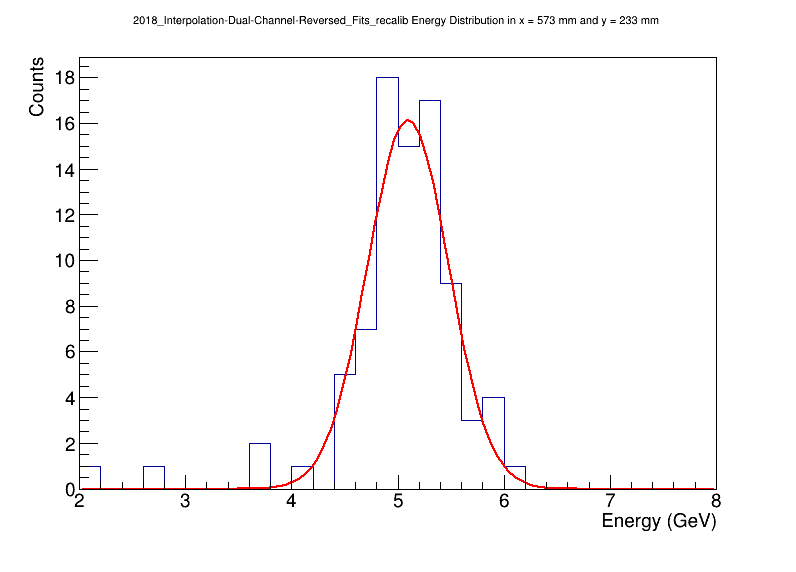 2018_Interpolation-Dual-Channel-Reversed_Fits_recalib Energy Distribution in x = 573 mm and y = 233 mm
Counts
18
16
14
12
10
8
6
4
2
0
2 3 4 5 6 7 8
Energy (GeV)